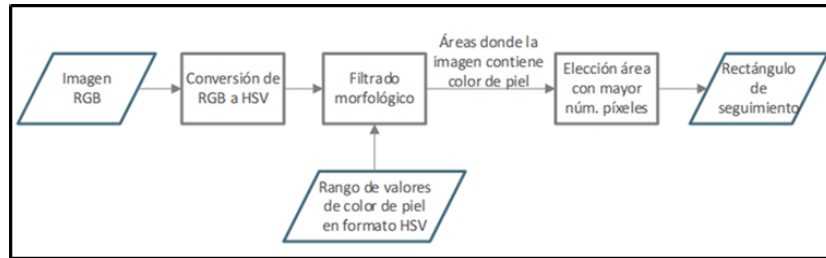 Imagen
RGB
Conversión de
RGB a HSV
Filtrado
morfológico
Áreas donde la
imagen contiene
color de piel
Elección área
con mayor
núm. píxeles
Rectángulo
de
seguimiento
Rango de valores
de color de piel
en formato HSV